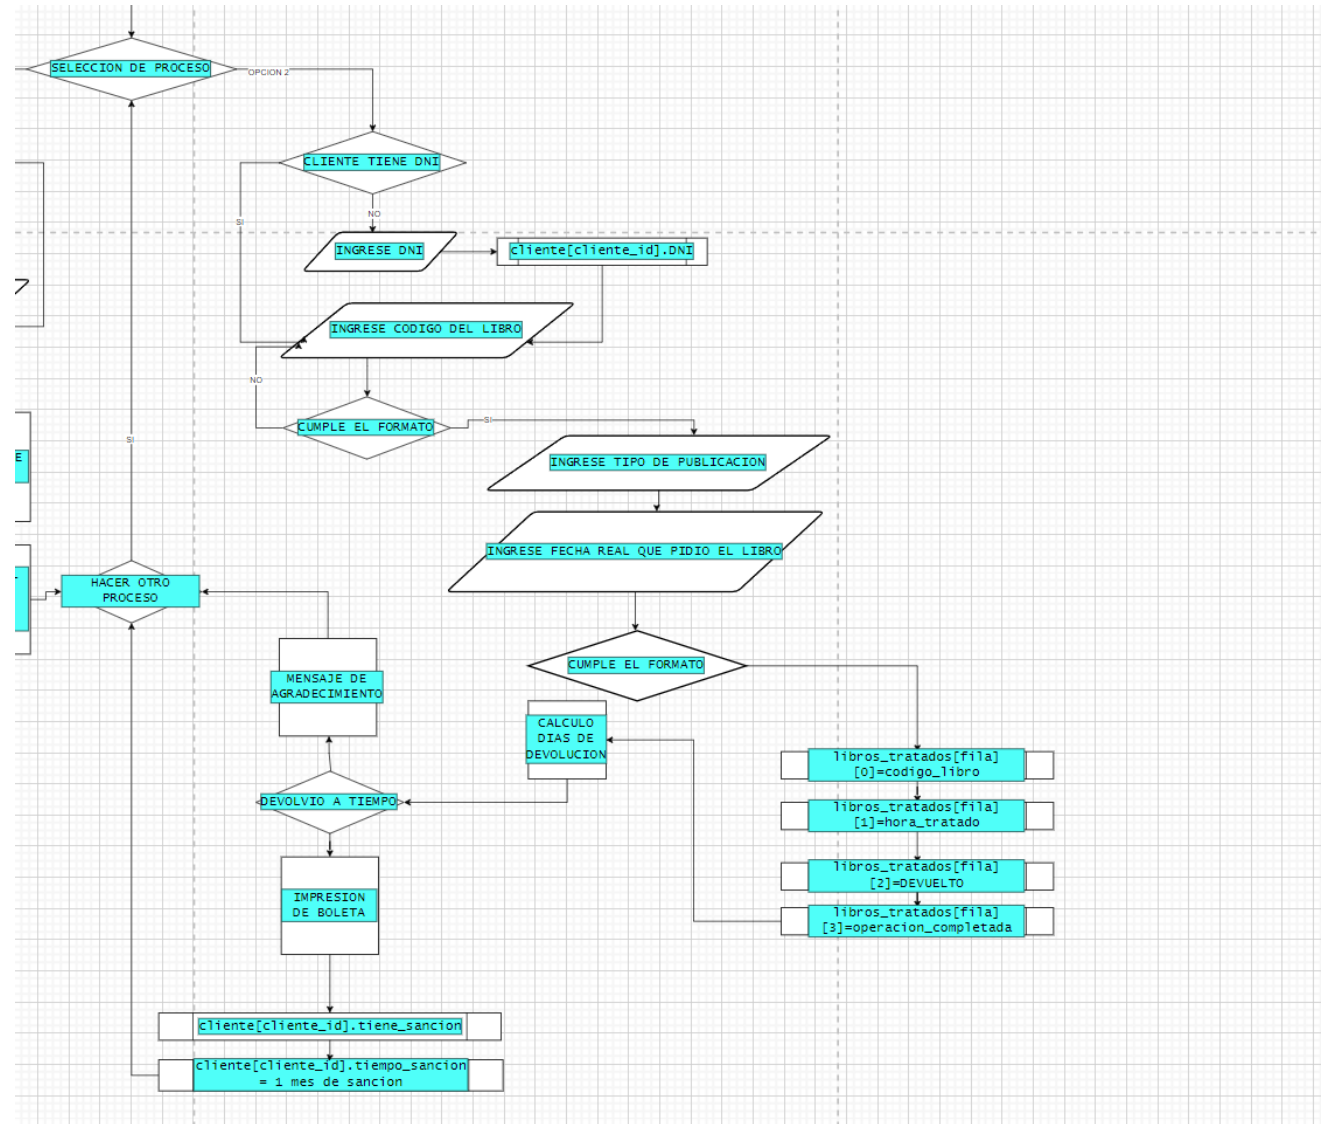 SELECCION DE PROCESO
OPCION 2
CLIENTE TIENE DNI
SI
NO
INGRESE DNI
cliente[cliente_id].DNI
INGRESE CODIGO DEL LIBRO
NO
CUMPLE EL FORMATO
SI
SI
INGRESE TIPO DE PUBLICACION
E
INGRESE FECHA REAL QUE PIDIO EL LIBRO
HACER OTRO
PROCESO
CUMPLE EL FORMATO
MENSAJE DE
AGRADECIMIENTO
CALCULO
DIAS DE
DEVOLUCION
libros_tratados[fila]
[0]=codigo_libro
DEVOLVIO A TIEMPO
libros_tratados[fila]
[1]=hora_tratado
libros_tratados[fila]
[2]=DEVUELTO
IMPRESION
DE BOLETA
libros_tratados[fila]
[3]=operacion_completada
cliente[cliente_id].tiene_sancion
cliente[cliente_id].tiempo_sancion
= 1 mes de sancion